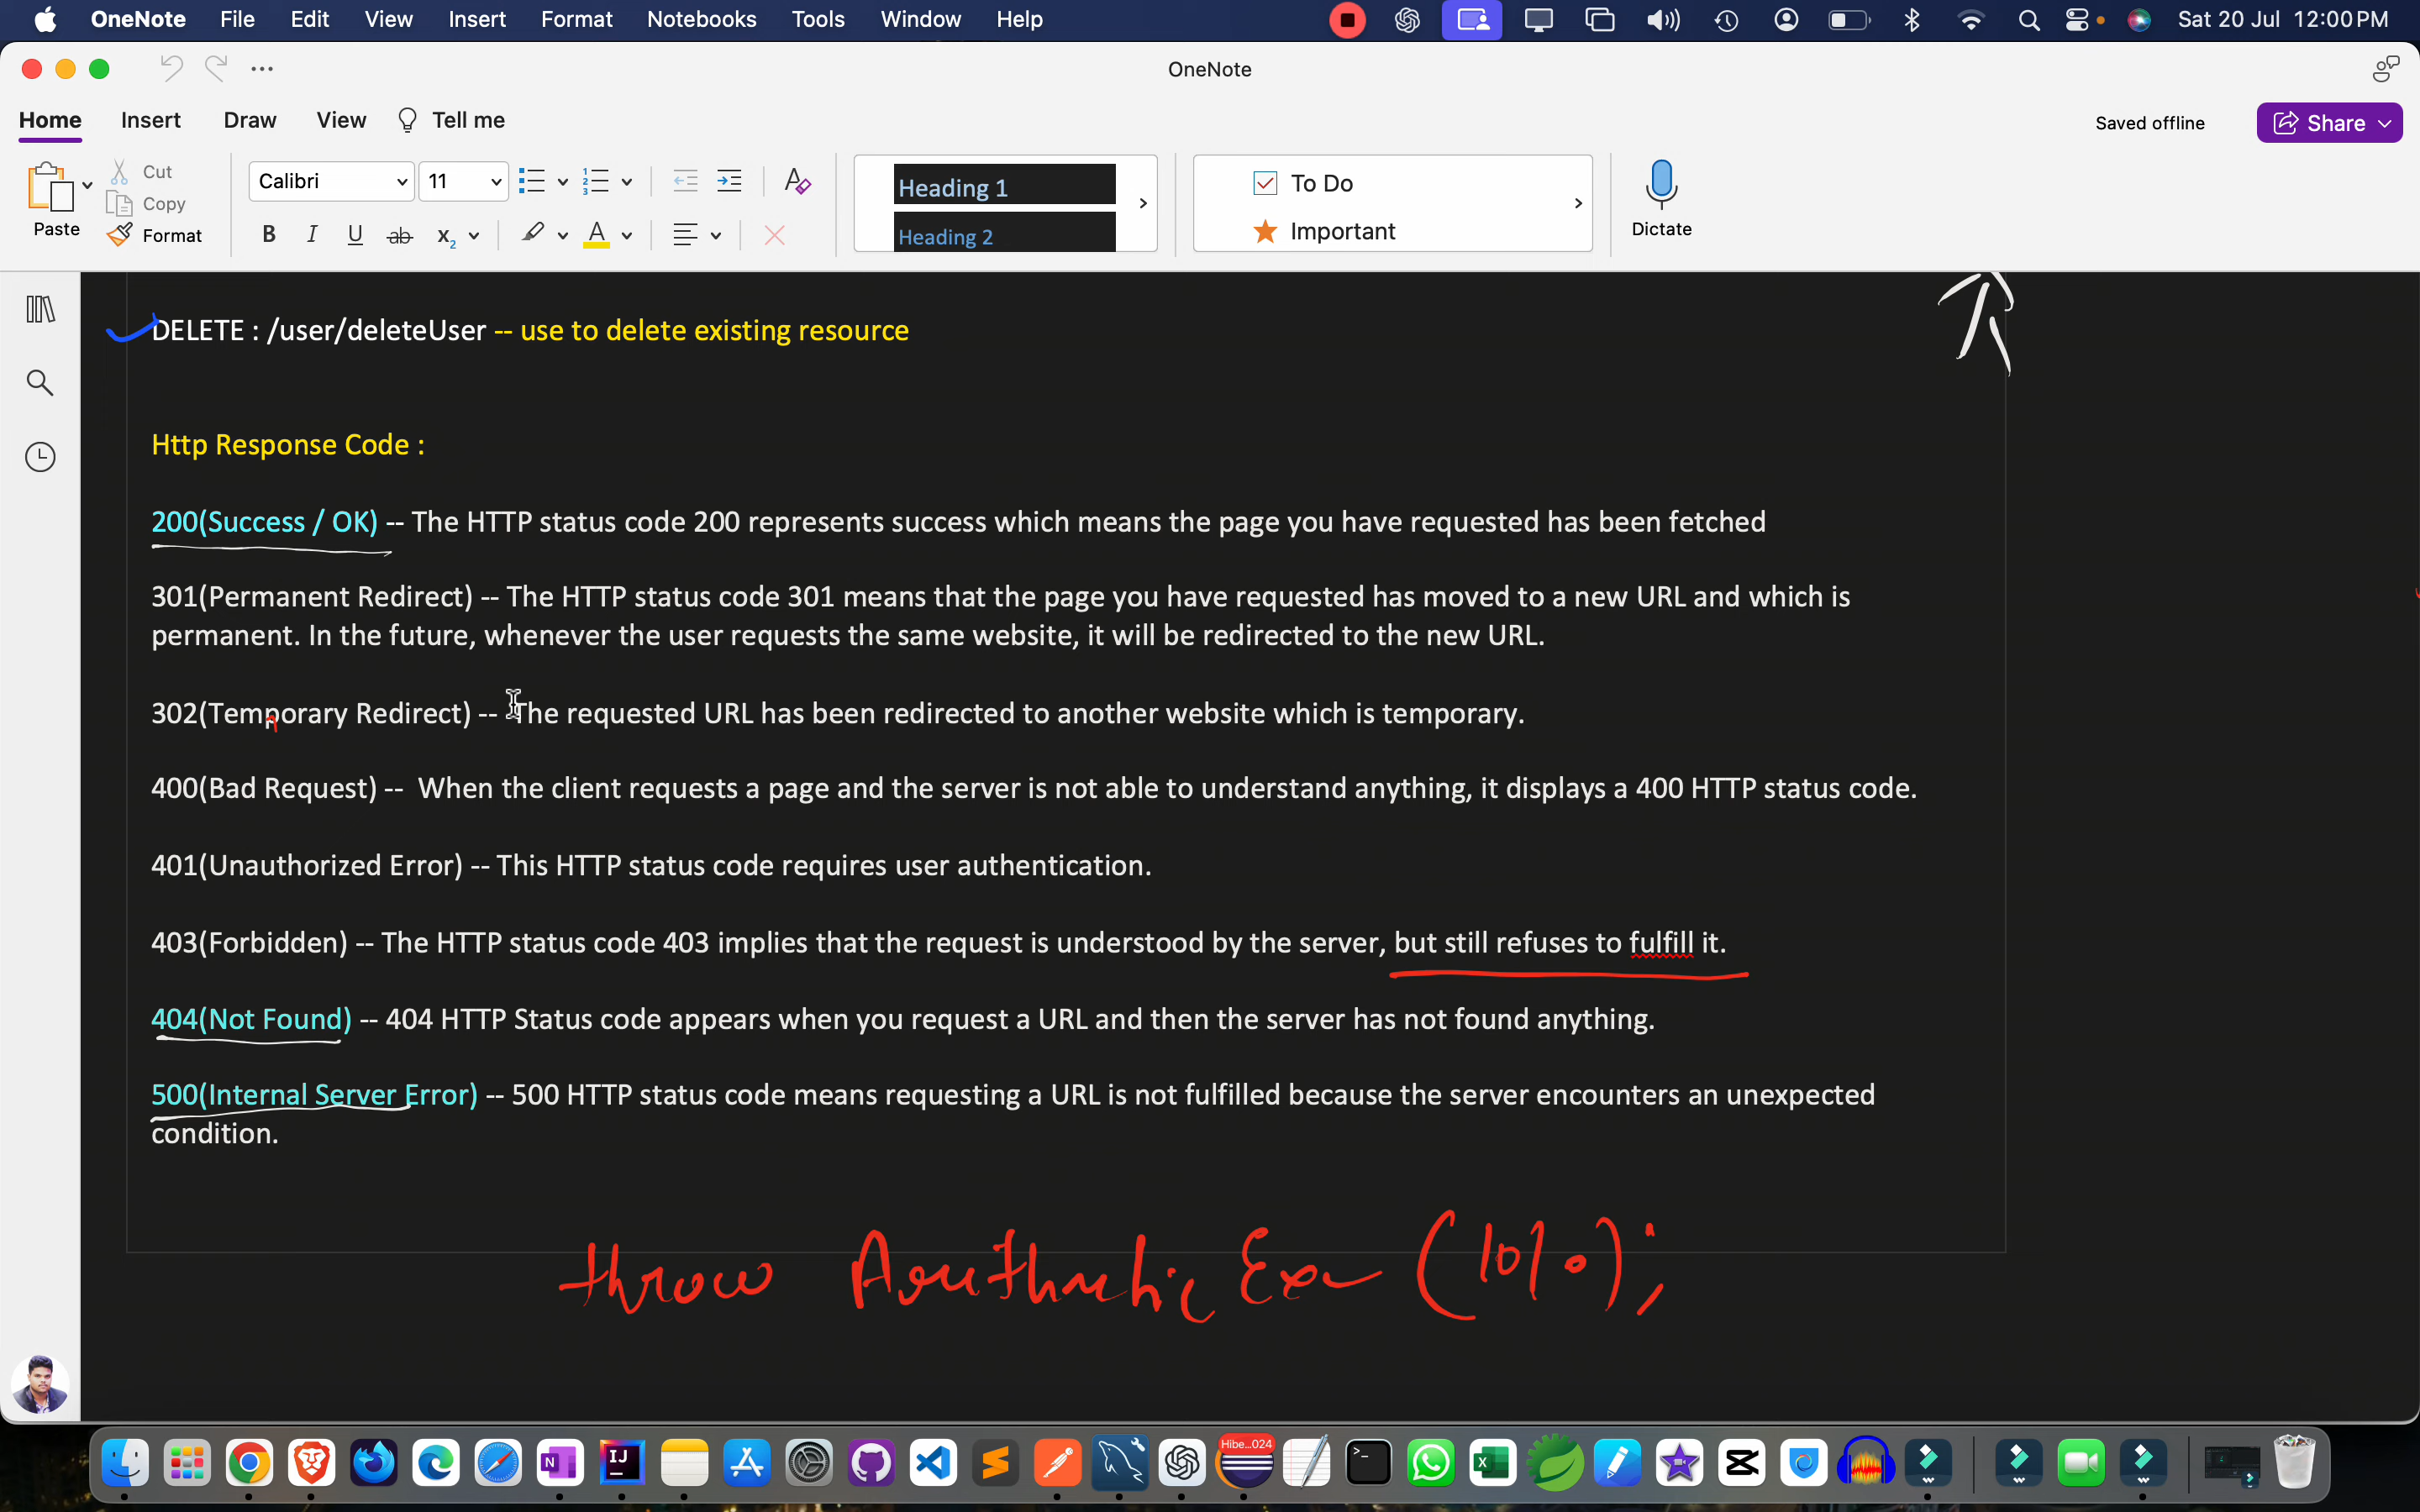 OneNote File Edit View Insert Format Notebooks Tools Window Help Sat 20 Jul 12:00 PM
OneNote
Home Insert Draw View Tell me Saved offline Share
Paste Cut Calibri 11 Heading 1 To Do Dictate
Copy
Format B I U ab x2 A Heading 2 Important
DELETE : /user/deleteUser -- use to delete existing resource
Http Response Code :
200(Success / OK) -- The HTTP status code 200 represents success which means the page you have requested has been fetched
301(Permanent Redirect) -- The HTTP status code 301 means that the page you have requested has moved to a new URL and which is
permanent. In the future, whenever the user requests the same website, it will be redirected to the new URL.
302(Temporary Redirect) -- The requested URL has been redirected to another website which is temporary.
400(Bad Request) -- When the client requests a page and the server is not able to understand anything, it displays a 400 HTTP status code.
401(Unauthorized Error) -- This HTTP status code requires user authentication.
403(Forbidden) -- The HTTP status code 403 implies that the request is understood by the server, but still refuses to fulfill it.
404(Not Found) -- 404 HTTP Status code appears when you request a URL and then the server has not found anything.
500(Internal Server Error) -- 500 HTTP status code means requesting a URL is not fulfilled because the server encounters an unexpected
condition.
throw (10/0);
Hibe...024